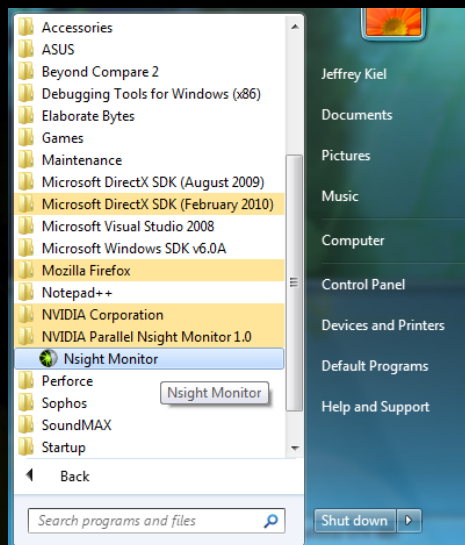 Accessories
ASUS
Beyond Compare 2
Debugging Tools for Windows (x86)
Elaborate Bytes
Games
Maintenance
Microsoft DirectX SDK (August 2009)
Microsoft DirectX SDK (February 2010)
Microsoft Visual Studio 2008
Microsoft Windows SDK v6.0A
Mozilla Firefox
Notepad++
NVIDIA Corporation
NVIDIA Parallel Nsight Monitor 1.0
Nsight Monitor
Perforce
Nsight Monitor
Sophos
SoundMAX
Startup
Back
Search programs and files
Jeffrey Kiel
Documents
Pictures
Music
Computer
Control Panel
Devices and Printers
Default Programs
Help and Support
Shut down